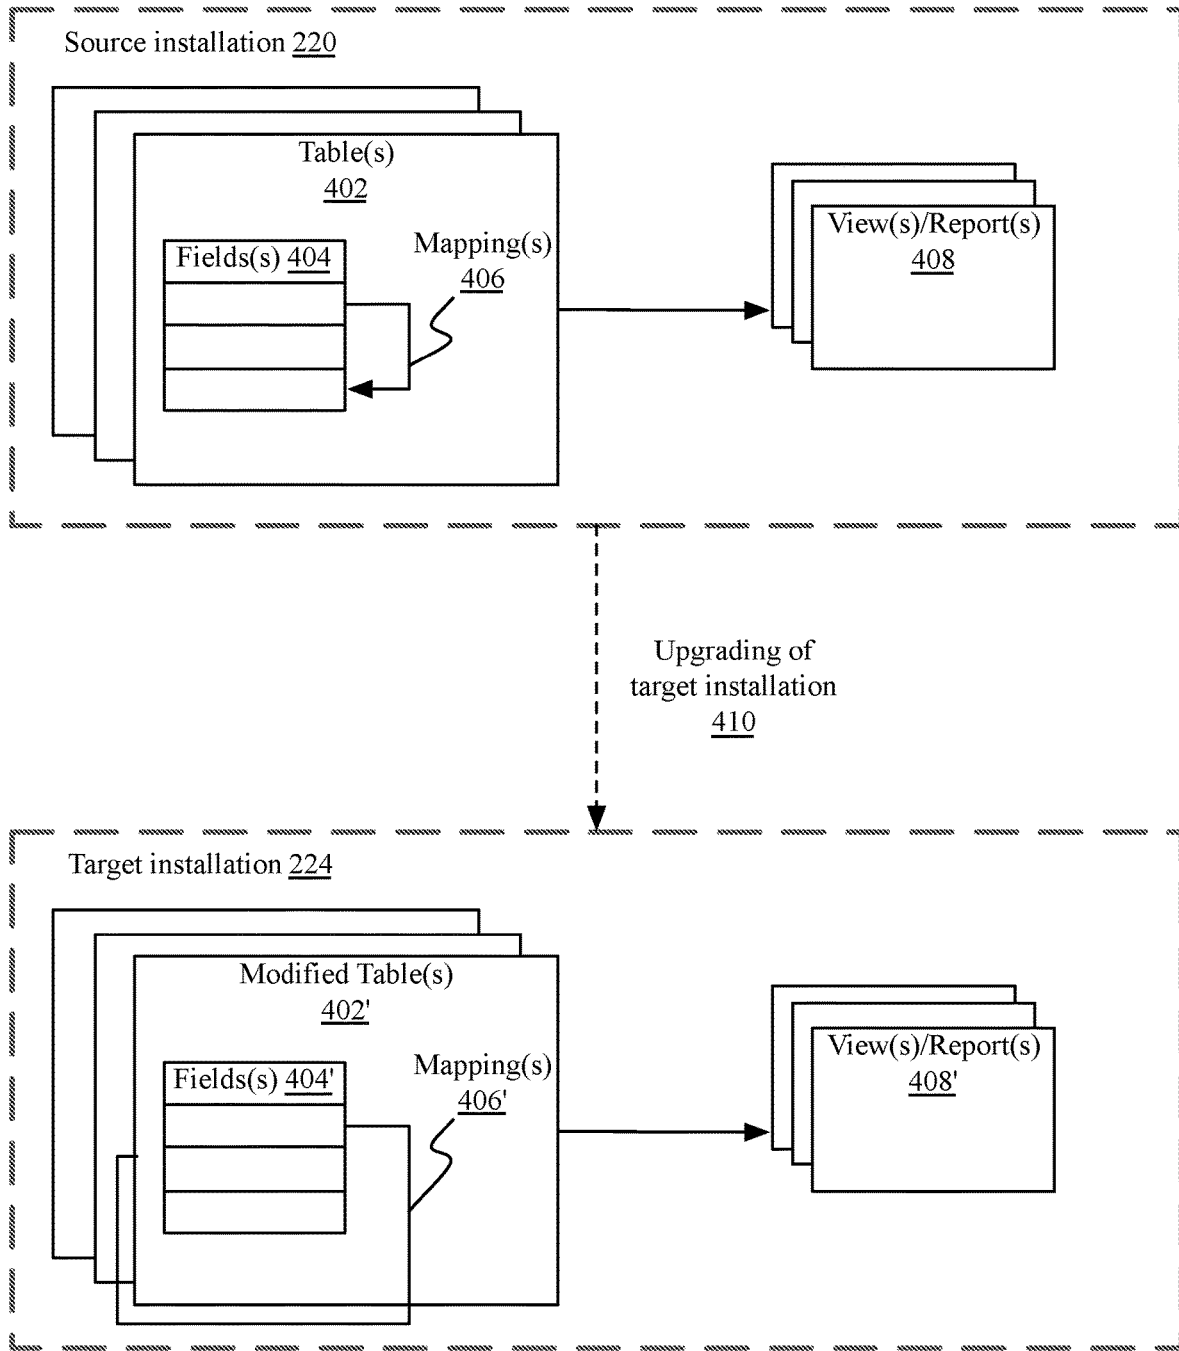 Source installation 220
Table(s)
402
Fields(s) 404
Mapping(s)
406
View(s)/Report(s)
408
Upgrading of
target installation
410
Target installation 224
Modified Table(s)
402'
Fields(s) 404'
Mapping(s)
406'
View(s)/Report(s)
408'